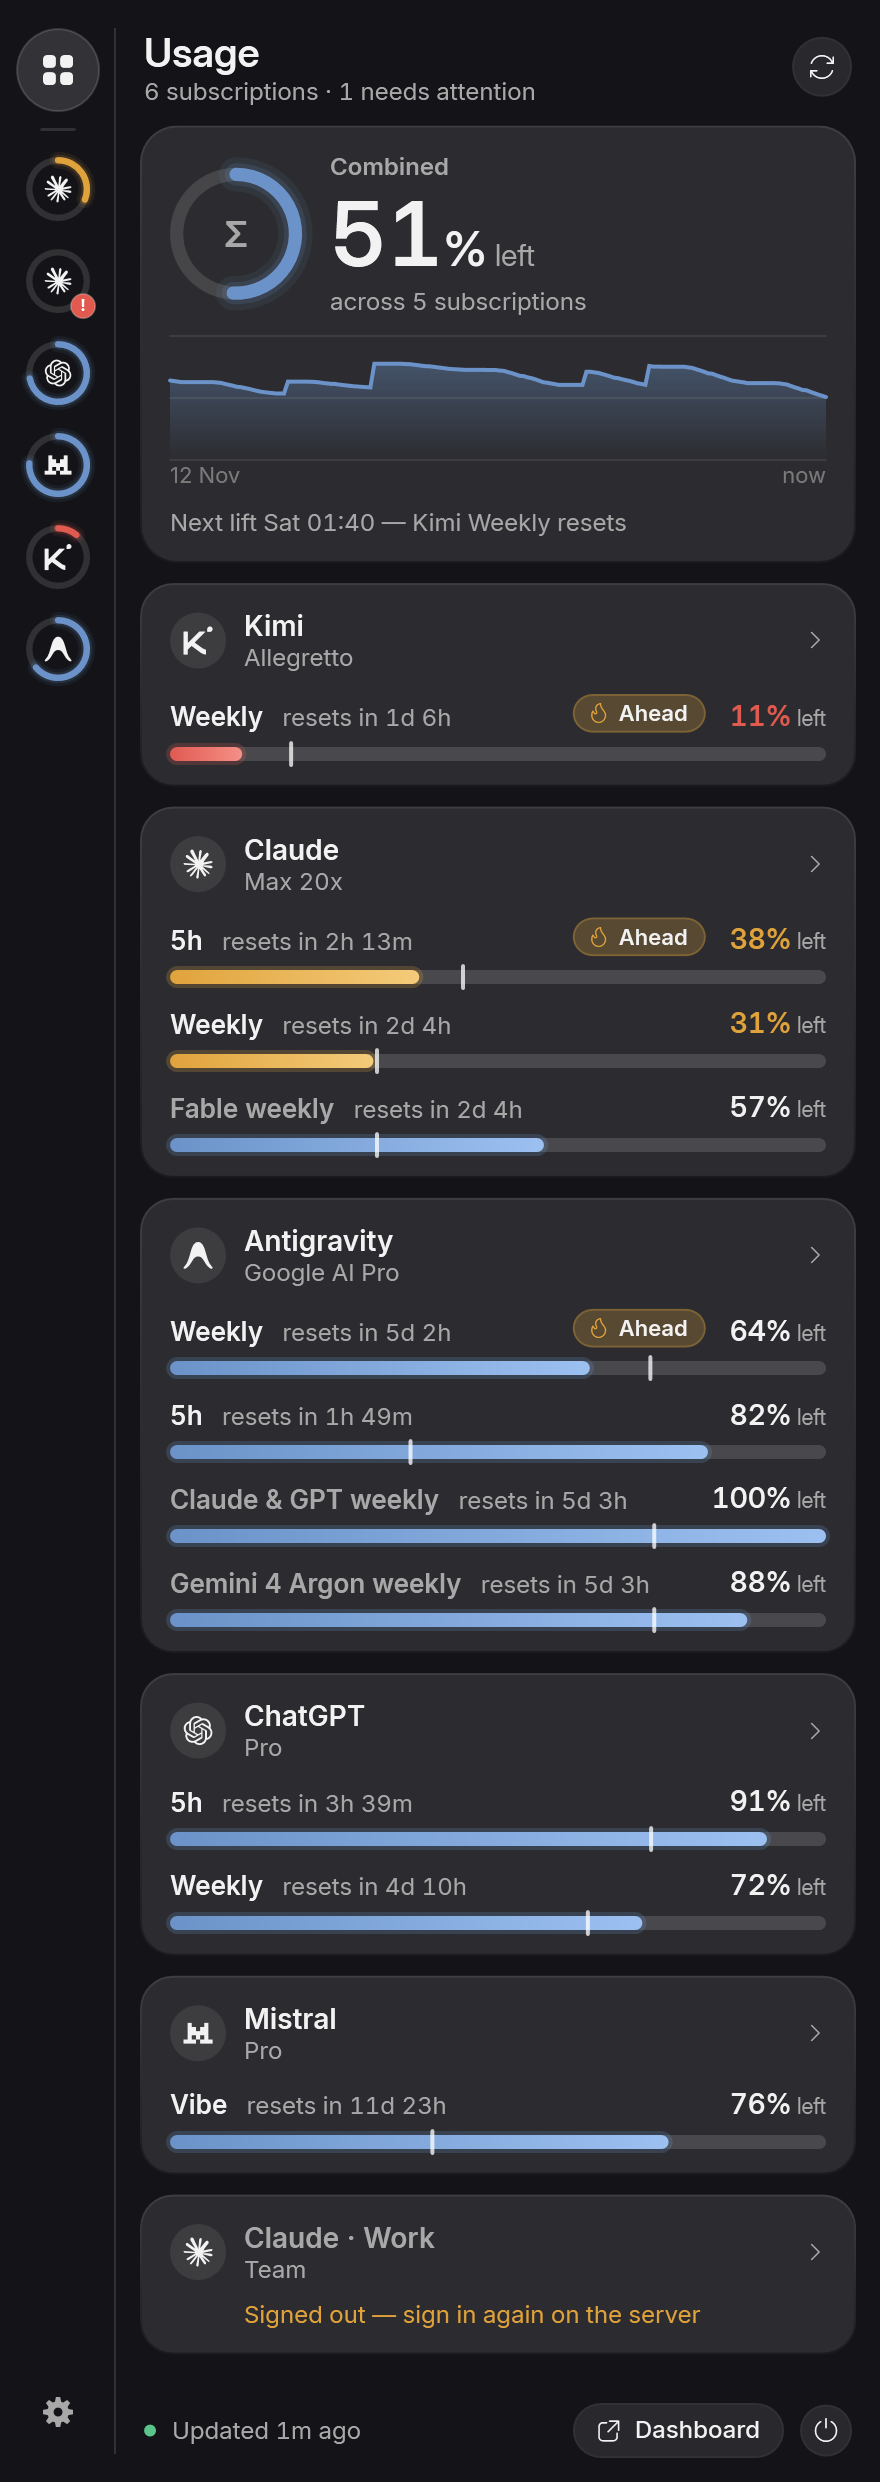 Usage
6 subscriptions · 1 needs attention
Σ
Combined
51% left
across 5 subscriptions
12 Nov now
Next lift Sat 01:40 — Kimi Weekly resets
!
Kimi
Allegretto
Weekly resets in 1d 6h Ahead 11% left
Claude
Max 20x
5h resets in 2h 13m Ahead 38% left
Weekly resets in 2d 4h 31% left
Fable weekly resets in 2d 4h 57% left
Antigravity
Google AI Pro
Weekly resets in 5d 2h Ahead 64% left
5h resets in 1h 49m 82% left
Claude & GPT weekly resets in 5d 3h 100% left
Gemini 4 Argon weekly resets in 5d 3h 88% left
ChatGPT
Pro
5h resets in 3h 39m 91% left
Weekly resets in 4d 10h 72% left
Mistral
Pro
Vibe resets in 11d 23h 76% left
Claude · Work
Team
Signed out — sign in again on the server
Updated 1m ago Dashboard